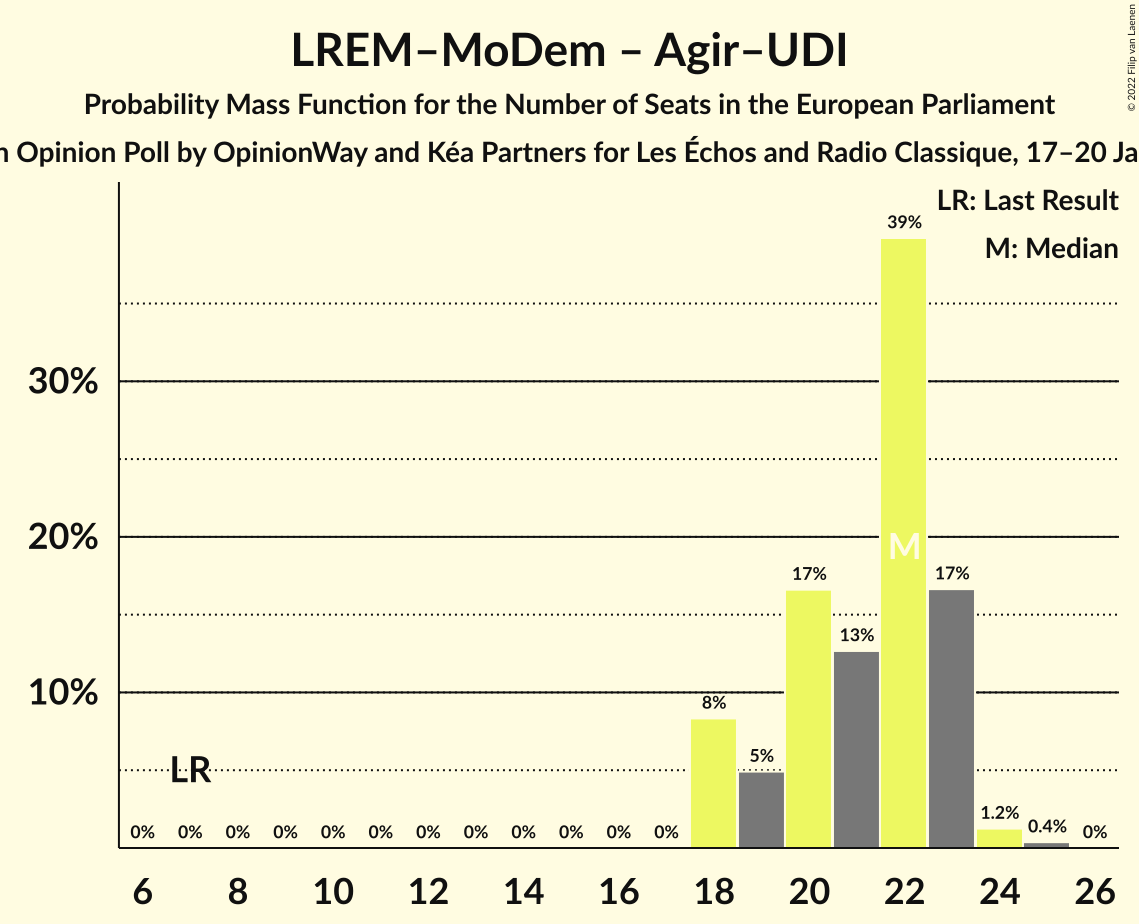 LREM–MoDem – Agir–UDI
Probability Mass Function for the Number of Seats in the European Parliament
n Opinion Poll by OpinionWay and Kéa Partners for Les Échos and Radio Classique, 17–20 Ja
© 2022 Filip van Laenen
LR: Last Result
M: Median
39%
30%
20%
M
17%
17%
13%
10%
8%
5%
LR
1.2%
0.4%
0% 0% 0% 0% 0% 0% 0% 0% 0% 0% 0% 0% 0%
6 8 10 12 14 16 18 20 22 24 26